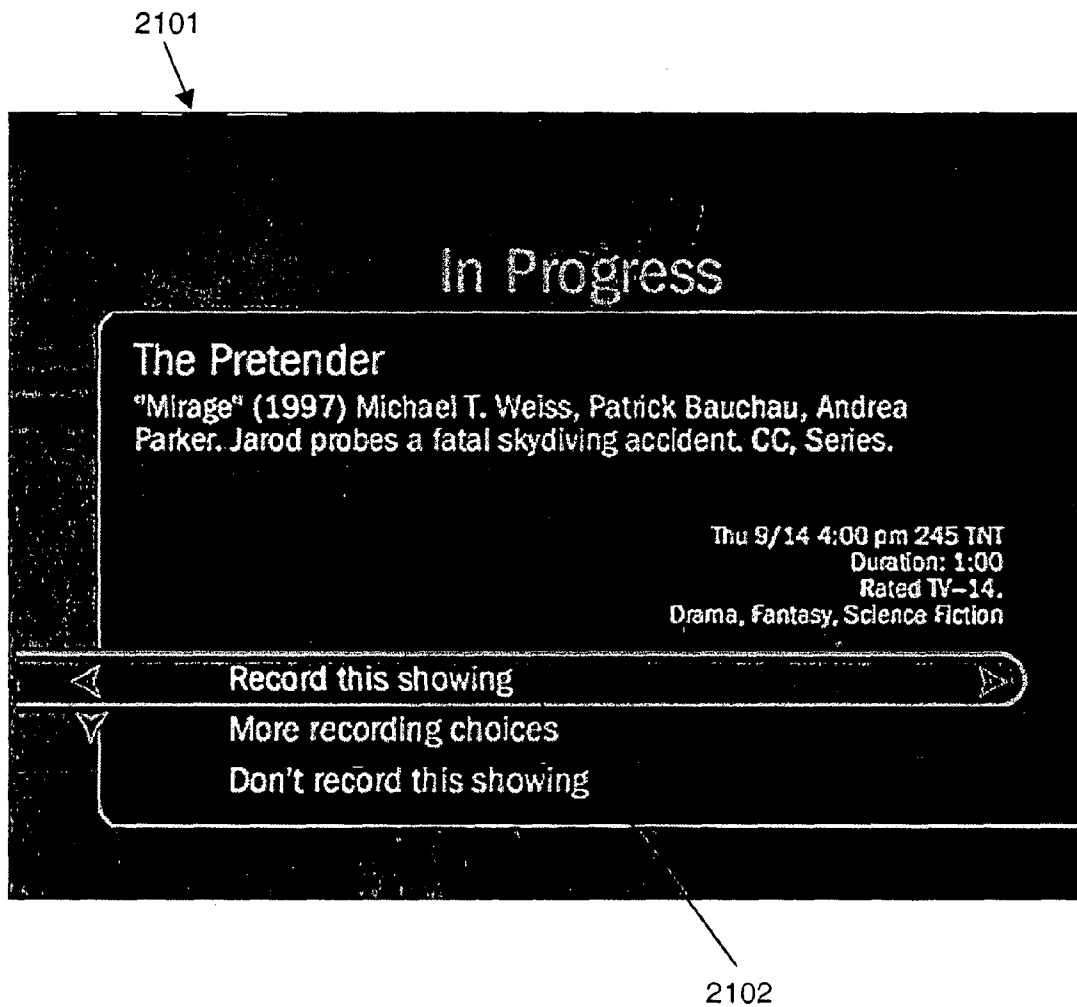 2101
In Progress
The Pretender
"Mirage" (1997) Michael T. Weiss, Patrick Bauchau, Andrea
Parker. Jarod probes a fatal skydiving accident. CC, Series.
Thu 9/14 4:00 pm 245 TNT
Duration: 1:00
Rated TV-14.
Drama, Fantasy, Science Fiction
Record this showing
More recording choices
Don't record this showing
2102